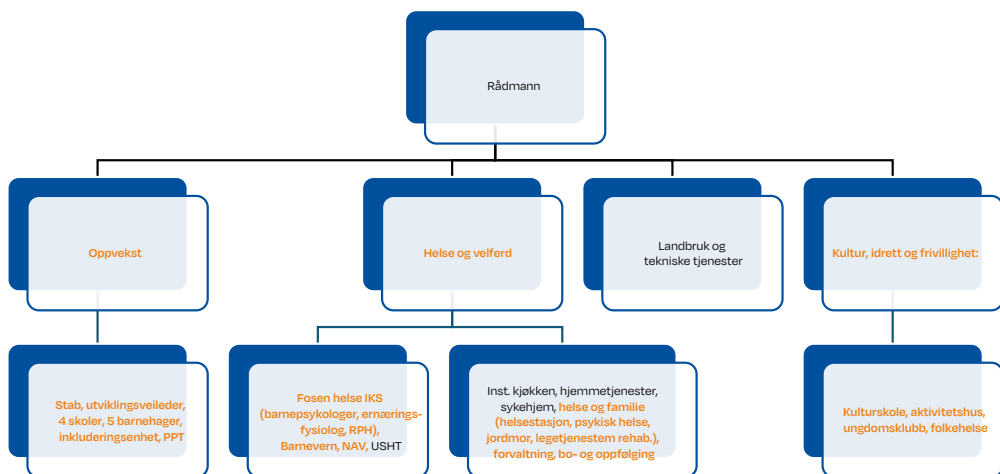 Rådmann
Oppvekst
Helse og velferd
Landbruk og
tekniske tjenester
Kultur, idrett og frivillighet:
Stab, utviklingsveileder,
4 skoler, 5 barnehager,
inkluderingsenhet, PPT
Fosen helse IKS
(barnepsykologer, ernærings-
fysiolog, RPH),
Barnevern, NAV, USHT
Inst. kjøkken, hjemmetjenester,
sykehjem, helse og familie
(helsestasjon, psykisk helse,
jordmor, legetjenestem rehab.),
forvaltning, bo- og oppfølging
Kulturskole, aktivitetshus,
ungdomsklubb, folkehelse